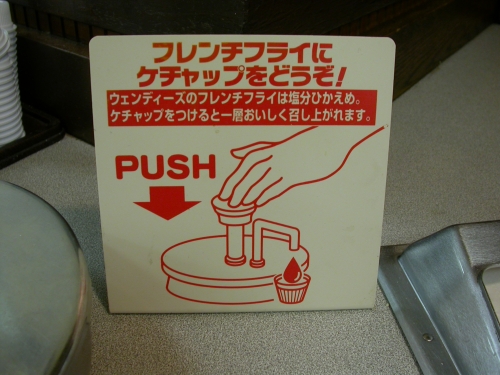 フレンチフライに
ケチャップをどうぞ!
ウェンディーズのフレンチフライは塩分ひかえめ。
ケチャップをつけると一層おいしく召し上がれます。
PUSH